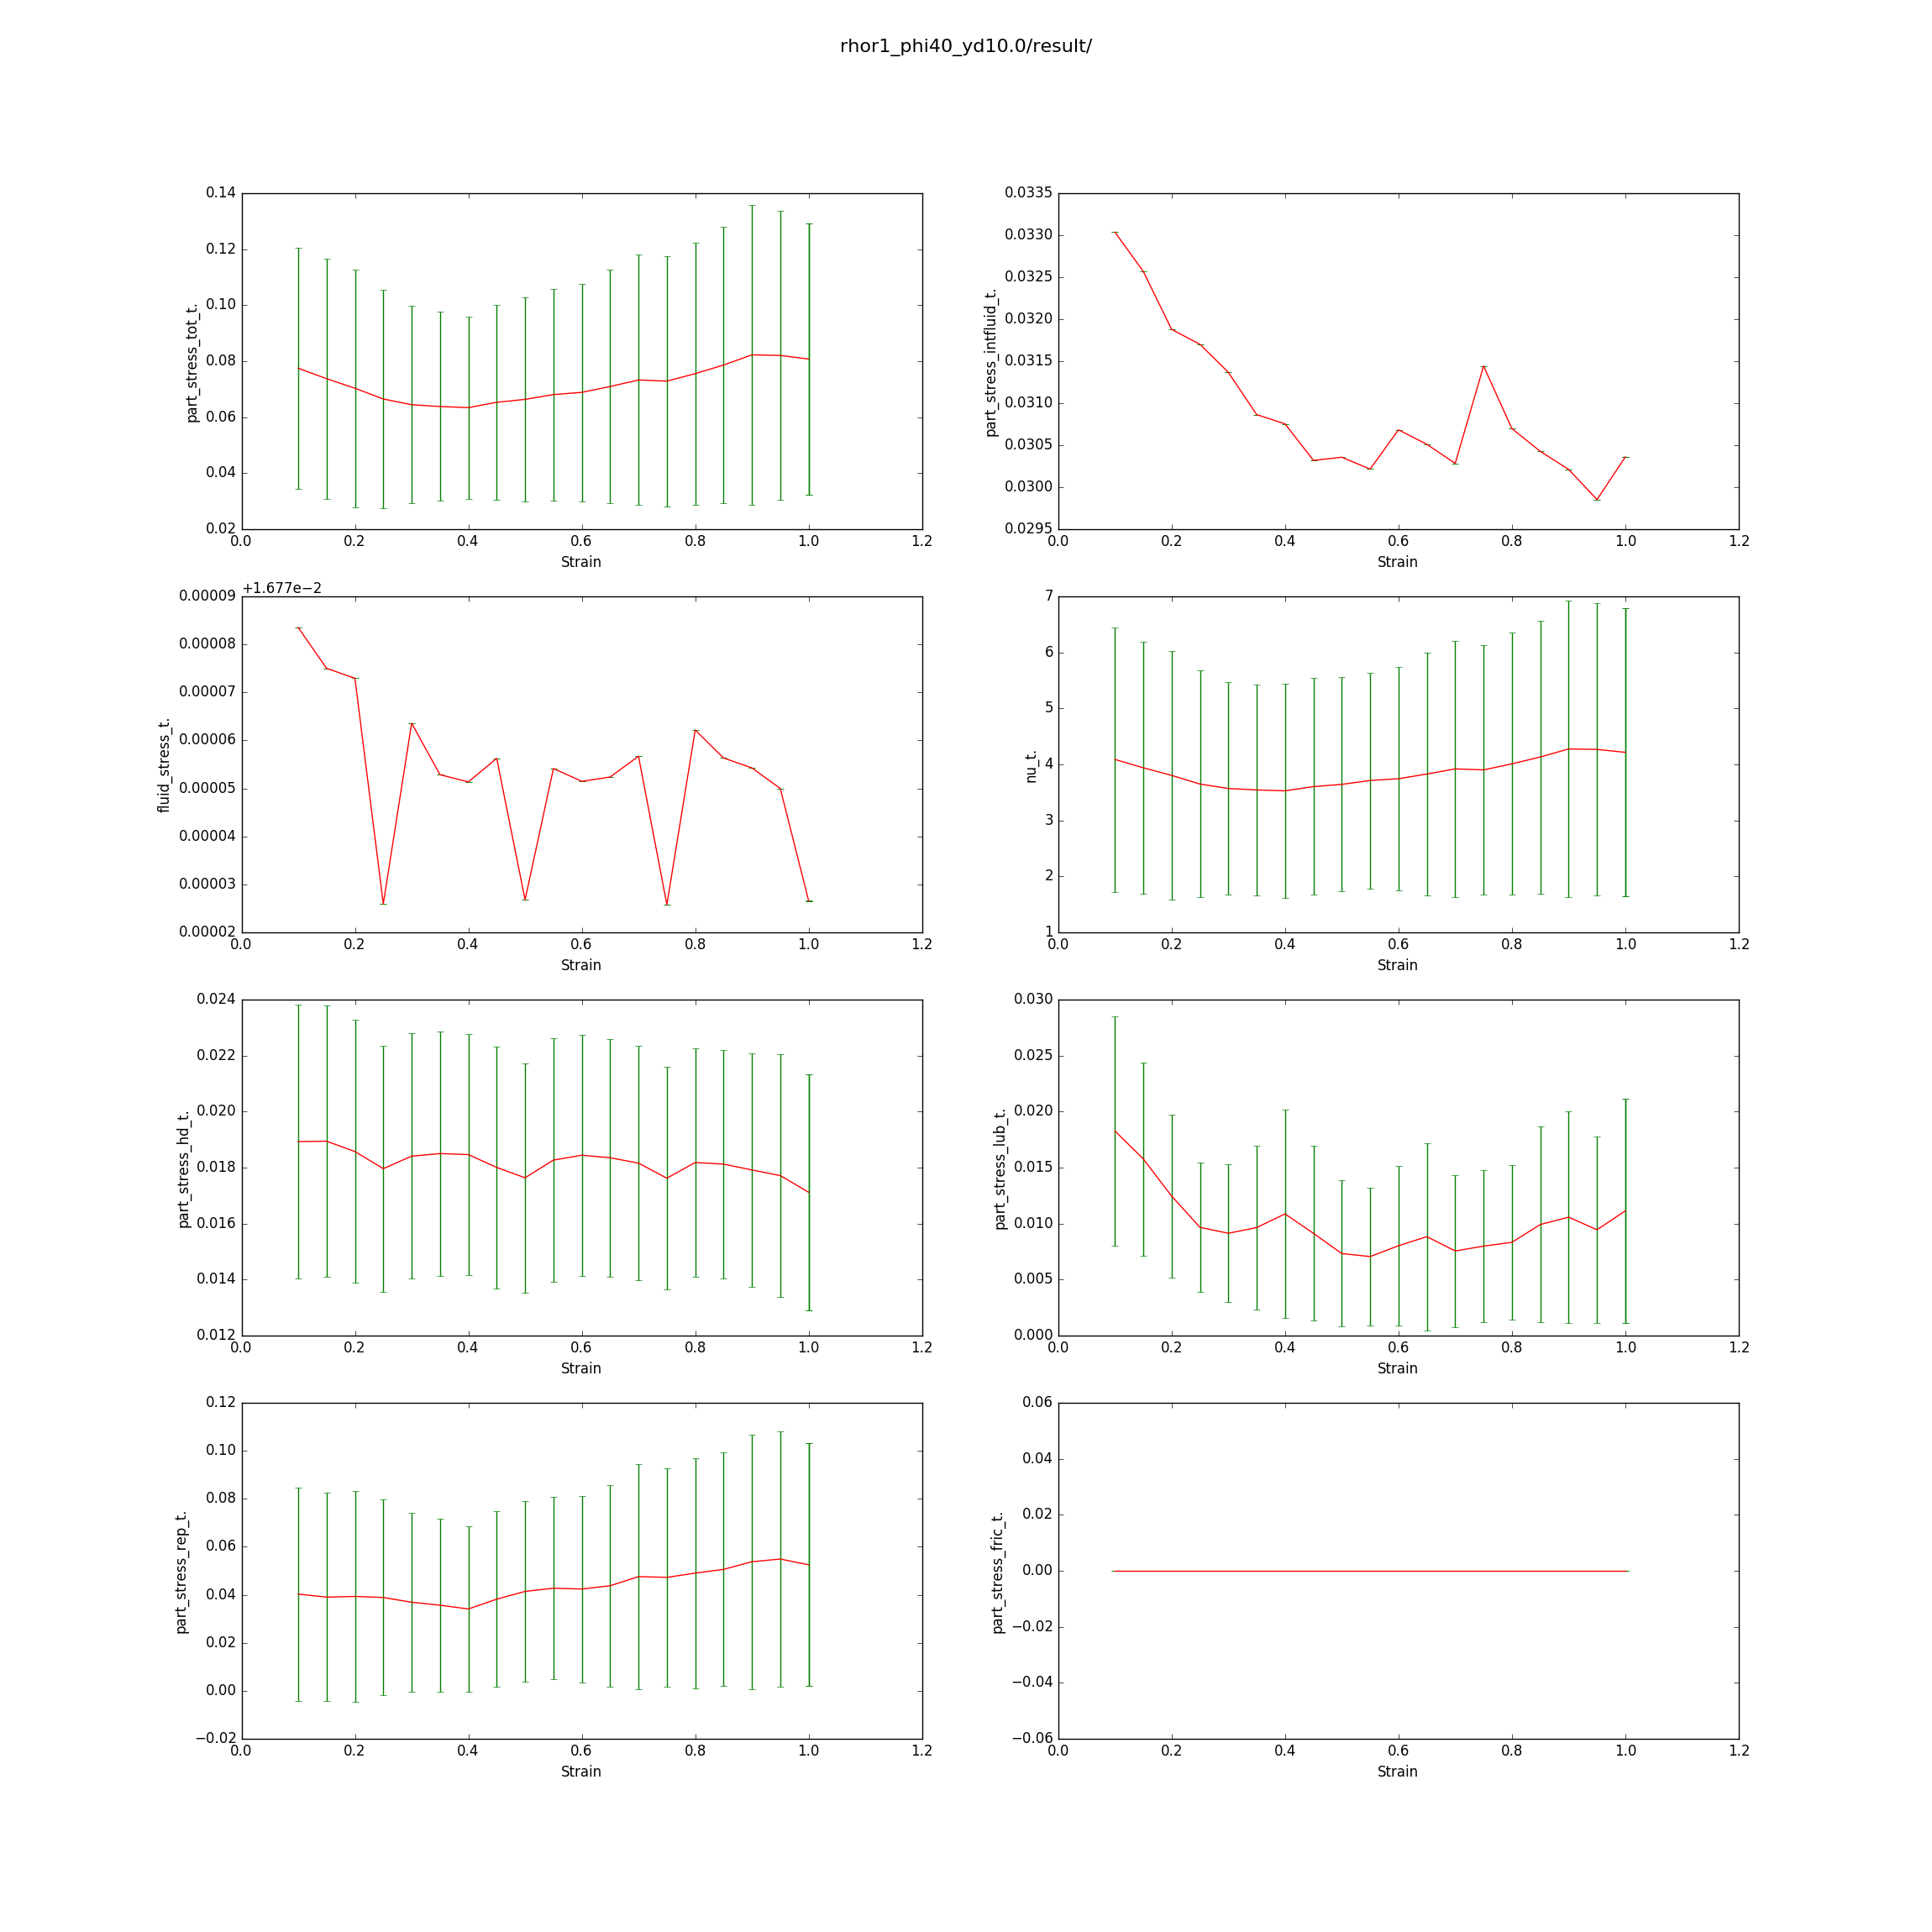 rhor1_phi40_yd10.0/result/
part_stress_tot_t.
0.14
0.12
0.10
0.08
0.06
0.04
0.02
0.0 0.2 0.4 0.6 0.8 1.0 1.2
Strain
part_stress_intfluid_t.
0.0335
0.0330
0.0325
0.0320
0.0315
0.0310
0.0305
0.0300
0.0295
0.0 0.2 0.4 0.6 0.8 1.0 1.2
Strain
+1.677e−2
fluid_stress_t.
0.00009
0.00008
0.00007
0.00006
0.00005
0.00004
0.00003
0.00002
0.0 0.2 0.4 0.6 0.8 1.0 1.2
Strain
nu_t.
7
6
5
4
3
2
1
0.0 0.2 0.4 0.6 0.8 1.0 1.2
Strain
part_stress_hd_t.
0.024
0.022
0.020
0.018
0.016
0.014
0.012
0.0 0.2 0.4 0.6 0.8 1.0 1.2
Strain
part_stress_lub_t.
0.030
0.025
0.020
0.015
0.010
0.005
0.000
0.0 0.2 0.4 0.6 0.8 1.0 1.2
Strain
part_stress_rep_t.
0.12
0.10
0.08
0.06
0.04
0.02
0.00
−0.02
0.0 0.2 0.4 0.6 0.8 1.0 1.2
Strain
part_stress_fric_t.
0.06
0.04
0.02
0.00
−0.02
−0.04
−0.06
0.0 0.2 0.4 0.6 0.8 1.0 1.2
Strain